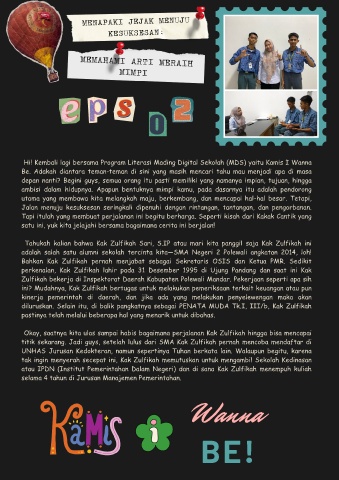 MENAPAKI JEJAK MENUJU
KESUKSESAN:
MEMAHAMI ARTI MERAIH
MIMPI
eps 02
Hi! Kembali lagi bersama Program Literasi Mading Digital Sekolah (MDS) yaitu Kamis I Wanna
Be. Adakah diantara teman-teman di sini yang masih mencari tahu mau menjadi apa di masa
depan nanti? Begini guys, semua orang itu pasti memiliki yang namanya impian, tujuan, hingga
ambisi dalam hidupnya. Apapun bentuknya mimpi kamu, pada dasarnya itu adalah pendorong
utama yang membawa kita melangkah maju, berkembang, dan mencapai hal-hal besar. Tetapi,
Jalan menuju kesuksesan seringkali dipenuhi dengan rintangan, tantangan, dan pengorbanan.
Tapi itulah yang membuat perjalanan ini begitu berharga. Seperti kisah dari Kakak Cantik yang
satu ini, yuk kita jelajahi bersama bagaimana cerita ini berjalan!
Tahukah kalian bahwa Kak Zulfikah Sari, S.IP atau mari kita panggil saja Kak Zulfikah ini
adalah salah satu alumni sekolah tercinta kita—SMA Negeri 2 Polewali angkatan 2014, loh!
Bahkan Kak Zulfikah pernah menjabat sebagai Sekretaris OSIS dan Ketua PMR. Sedikit
perkenalan, Kak Zulfikah lahir pada 31 Desember 1995 di Ujung Pandang dan saat ini Kak
Zulfikah bekerja di Inspektorat Daerah Kabupaten Polewali Mandar. Pekerjaan seperti apa sih
ini? Mudahnya, Kak Zulfikah bertugas untuk melakukan pemeriksaan terkait keuangan atau pun
kinerja pemerintah di daerah, dan jika ada yang melakukan penyelewengan maka akan
diluruskan. Selain itu, di balik pangkatnya sebagai PENATA MUDA Tk.I, III/b, Kak Zulfikah
pastinya telah melalui beberapa hal yang menarik untuk dibahas.
Okay, saatnya kita ulas sampai habis bagaimana perjalanan Kak Zulfikah hingga bisa mencapai
titik sekarang. Jadi guys, setelah lulus dari SMA Kak Zulfikah pernah mencoba mendaftar di
UNHAS Jurusan Kedokteran, namun sepertinya Tuhan berkata lain. Walaupun begitu, karena
tak ingin menyerah secepat ini, Kak Zulfikah memutuskan untuk mengambil Sekolah Kedinasan
atau IPDN (Institut Pemerintahan Dalam Negeri) dan di sana Kak Zulfikah menempuh kuliah
selama 4 tahun di Jurusan Manajemen Pemerintahan.
KaMis i Wanna
BE!